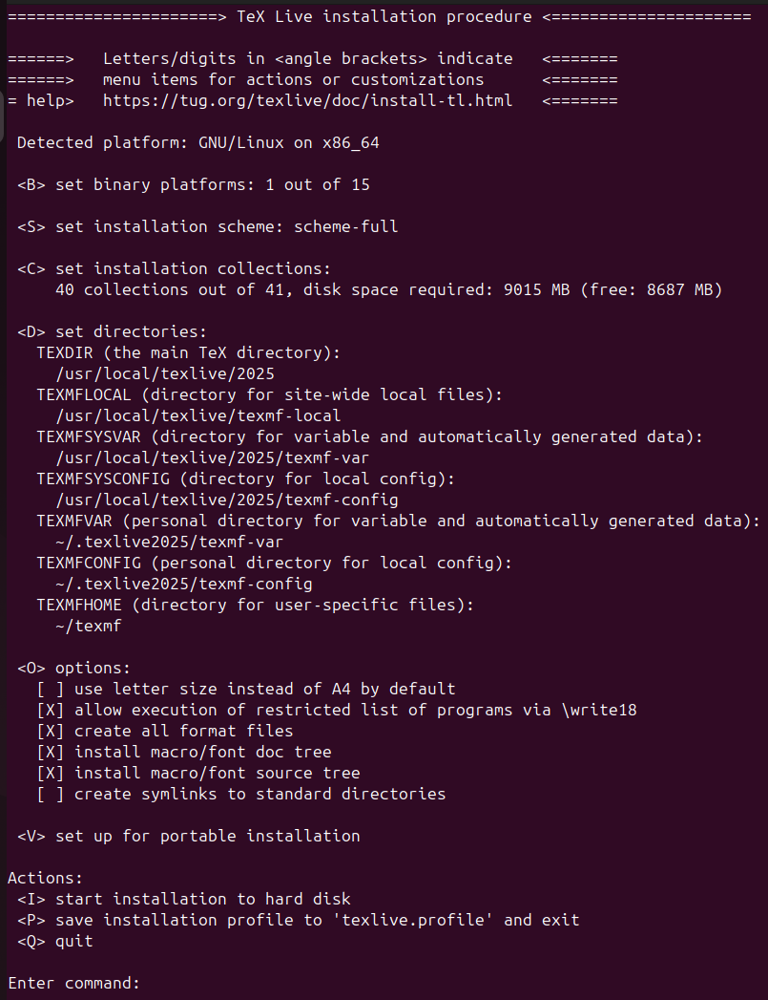 ======================> TeX Live installation procedure <=====================
======>   Letters/digits in <angle brackets> indicate   <=======
======>   menu items for actions or customizations      <=======
= help>   https://tug.org/texlive/doc/install-tl.html   <=======
 Detected platform: GNU/Linux on x86_64
 <B> set binary platforms: 1 out of 15
 <S> set installation scheme: scheme-full
 <C> set installation collections:
     40 collections out of 41, disk space required: 9015 MB (free: 8687 MB)
 <D> set directories:
   TEXDIR (the main TeX directory):
     /usr/local/texlive/2025
   TEXMFLOCAL (directory for site-wide local files):
     /usr/local/texlive/texmf-local
   TEXMFSYSVAR (directory for variable and automatically generated data):
     /usr/local/texlive/2025/texmf-var
   TEXMFSYSCONFIG (directory for local config):
     /usr/local/texlive/2025/texmf-config
   TEXMFVAR (personal directory for variable and automatically generated data):
     ~/.texlive2025/texmf-var
   TEXMFCONFIG (personal directory for local config):
     ~/.texlive2025/texmf-config
   TEXMFHOME (directory for user-specific files):
     ~/texmf
 <O> options:
   [ ] use letter size instead of A4 by default
   [X] allow execution of restricted list of programs via \write18
   [X] create all format files
   [X] install macro/font doc tree
   [X] install macro/font source tree
   [ ] create symlinks to standard directories
 <V> set up for portable installation
Actions:
 <I> start installation to hard disk
 <P> save installation profile to 'texlive.profile' and exit
 <Q> quit
Enter command: